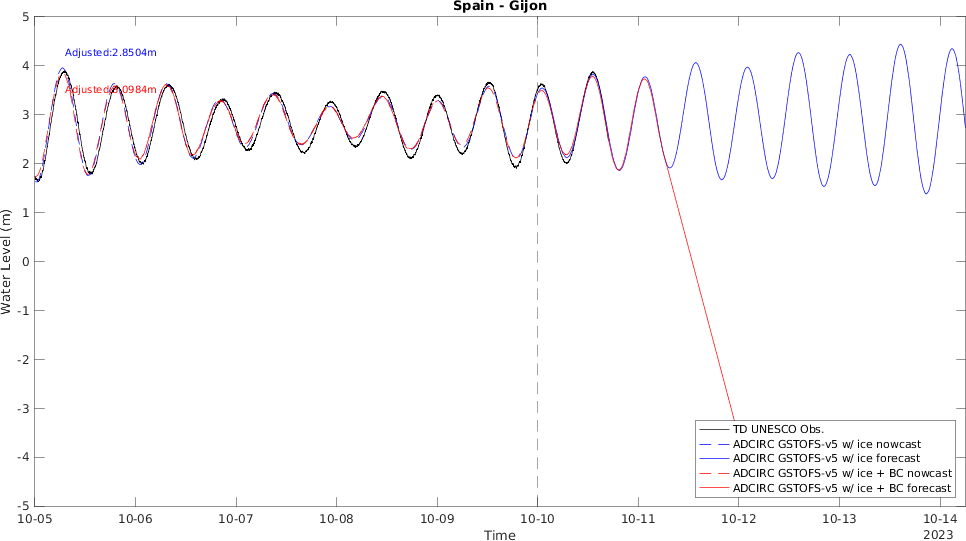 Spain - Gijon
Adjusted:2.8504m
0984m
Water Level (m)
5
4
3
2
1
0
-1
-2
-3
-4
-5
TD UNESCO Obs.
ADCIRC GSTOFS-v5 w/ ice nowcast
ADCIRC GSTOFS-v5 w/ ice forecast
ADCIRC GSTOFS-v5 w/ ice + BC nowcast
ADCIRC GSTOFS-v5 w/ ice + BC forecast
10-05 10-06 10-07 10-08 10-09 10-10 10-11 10-12 10-13 10-14
2023
Time